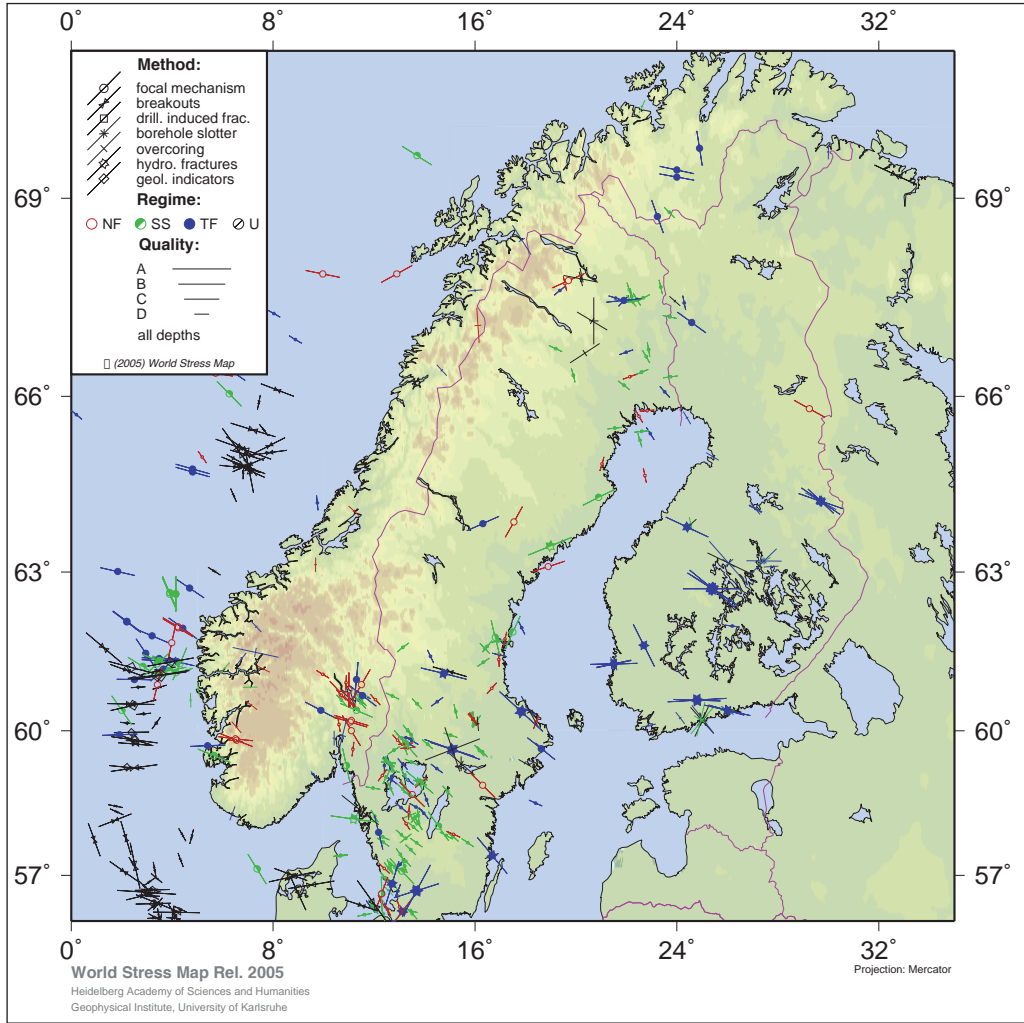 0° 8° 16° 24° 32°
Method:
focal mechanism
breakouts
drill. induced frac.
borehole slotter
overcoring
hydro. fractures
geol. indicators
Regime:
NF SS TF U
Quality:
A
B
C
D
all depths
▯ (2005) World Stress Map
69° 69°
66° 66°
63° 63°
60° 60°
57° 57°
0° 8° 16° 24° 32°
World Stress Map Rel. 2005
Projection: Mercator
Heidelberg Academy of Sciences and Humanities
Geophysical Institute, University of Karlsruhe